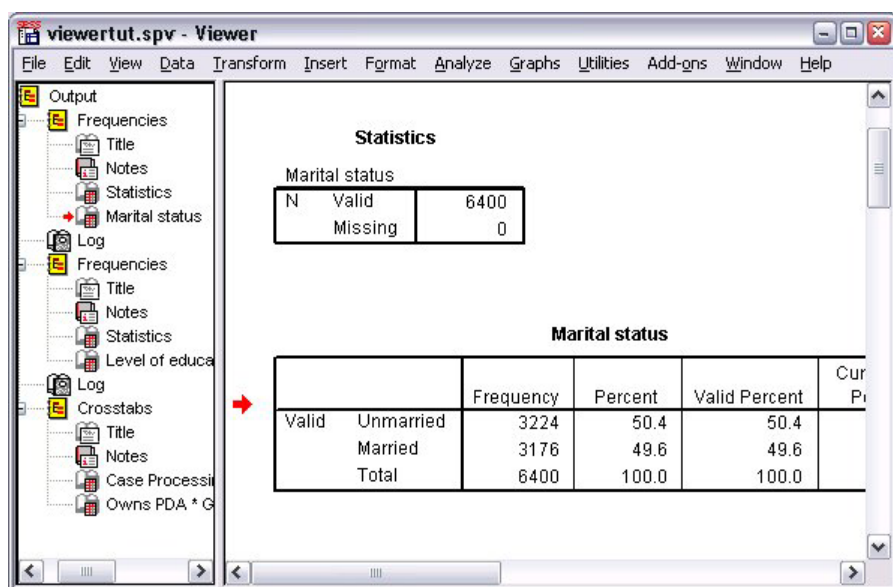 viewertut.spv - Viewer
File Edit View Data Transform Insert Format Analyze Graphs Utilities Add-ons Window Help
Output
Frequencies
Title
Notes
Statistics
Marital status
Log
Frequencies
Title
Notes
Statistics
Level of educa
Log
Crosstabs
Title
Notes
Case Processi
Owns PDA * G
Statistics
Marital status
N Valid 6400
Missing 0
Marital status
Frequency Percent Valid Percent
Valid Unmarried 3224 50.4 50.4
Married 3176 49.6 49.6
Total 6400 100.0 100.0